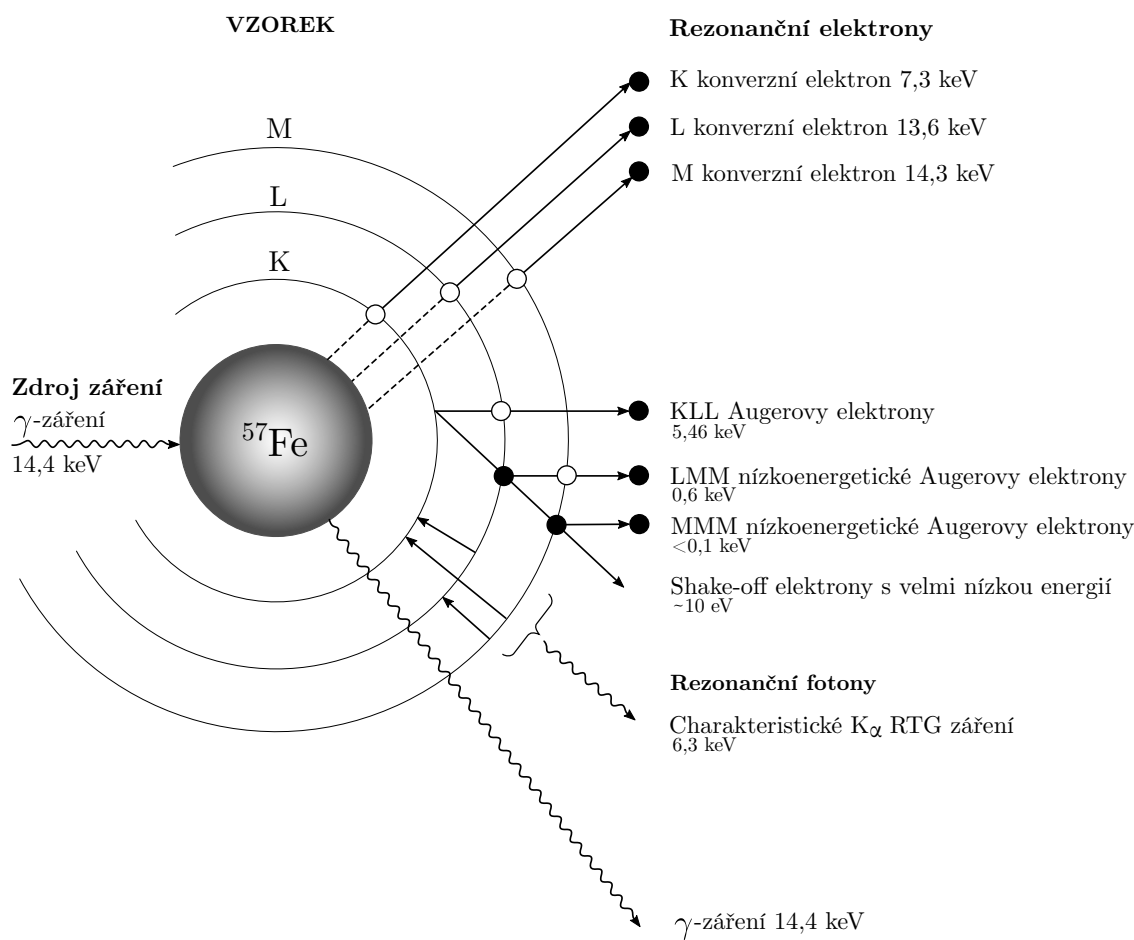 VZOREK
Rezonanční elektrony
K konverzní elektron 7,3 keV
L konverzní elektron 13,6 keV
M konverzní elektron 14,3 keV
M
L
K
Zdroj záření
γ-záření
14,4 keV
⁵⁷Fe
KLL Augerovy elektrony
5,46 keV
LMM nízkoenergetické Augerovy elektrony
0,6 keV
MMM nízkoenergetické Augerovy elektrony
<0,1 keV
Shake-off elektrony s velmi nízkou energií
~10 eV
Rezonanční fotony
Charakteristické Kα RTG záření
6,3 keV
γ-záření 14,4 keV